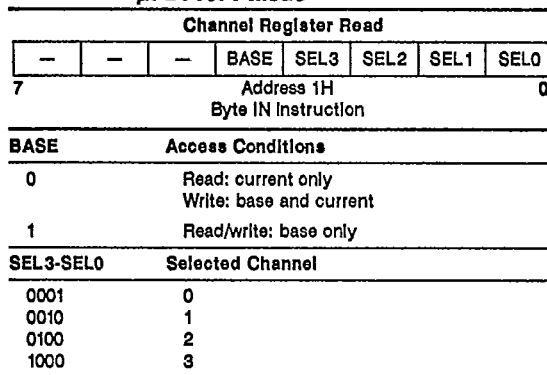 Channel Register Read
— — — BASE SEL3 SEL2 SEL1 SEL0
7 Address 1H 0
Byte IN Instruction
BASE Access Conditions
0 Read: current only
Write: base and current
1 Read/write: base only
SEL3-SEL0 Selected Channel
0001 0
0010 1
0100 2
1000 3